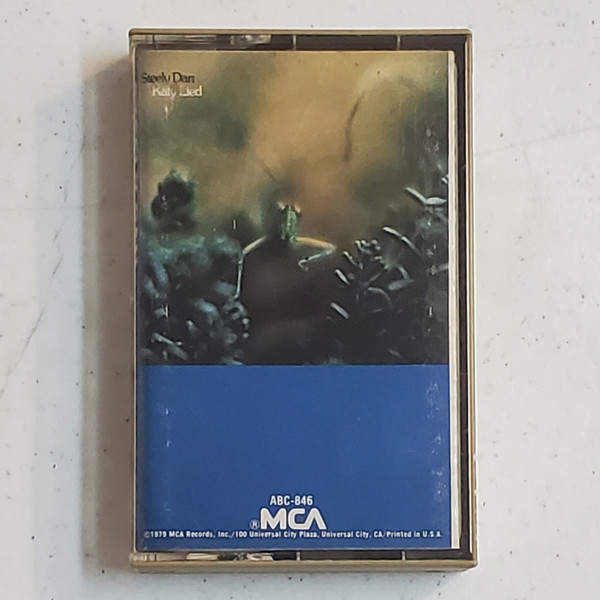 Steely Dan
Katy Lied
ABC-846
®MCA
©1979 MCA Records, Inc./100 Universal City Plaza, Universal City, CA/Printed in U.S.A.